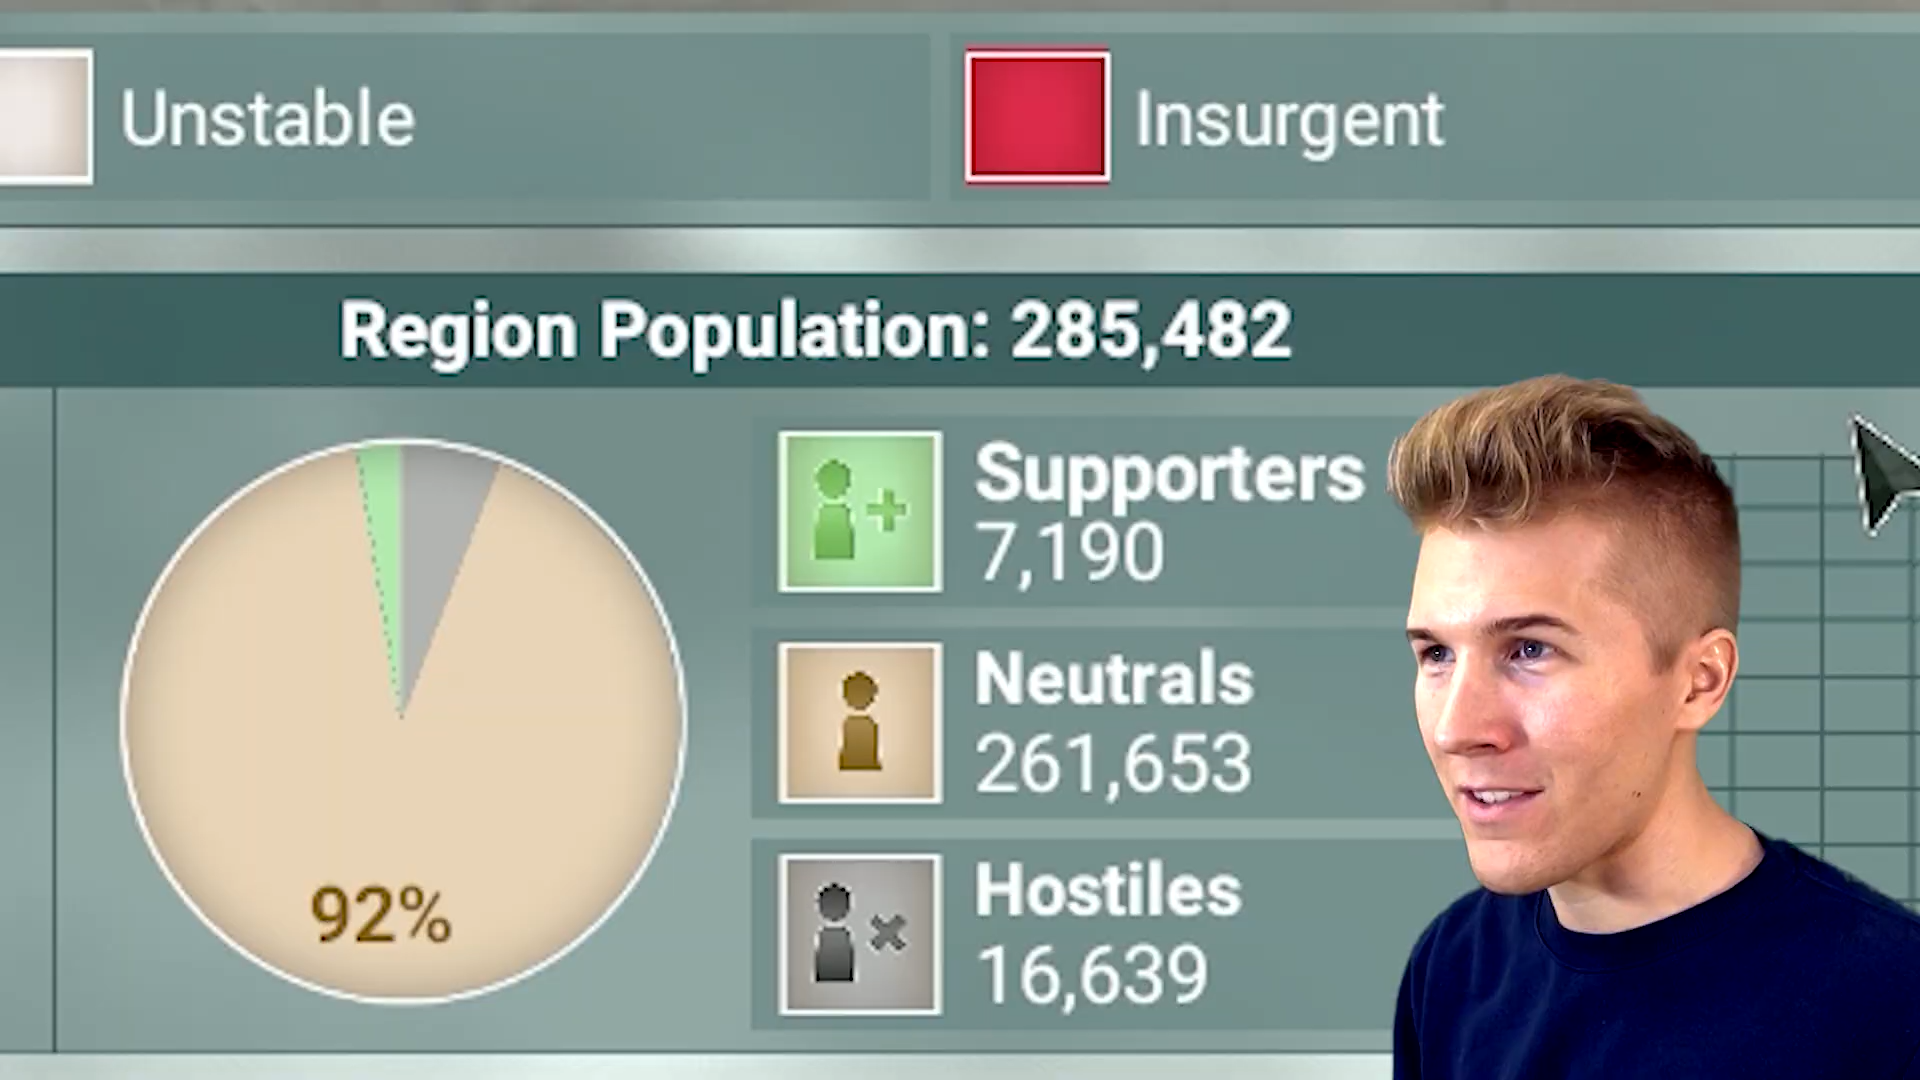 Unstable
Insurgent
Region Population: 285,482
Supporters
7,190
Neutrals
261,653
92%
Hostiles
16,639